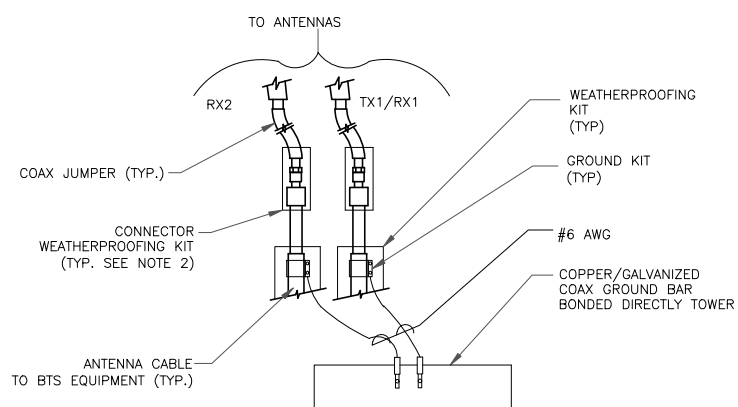 TO ANTENNAS
RX2
TX1/RX1
WEATHERPROOFING
KIT
(TYP)
COAX JUMPER (TYP.)
GROUND KIT
(TYP)
CONNECTOR
WEATHERPROOFING KIT
(TYP. SEE NOTE 2)
#6 AWG
COPPER/GALVANIZED
COAX GROUND BAR
BONDED DIRECTLY TOWER
ANTENNA CABLE
TO BTS EQUIPMENT (TYP.)